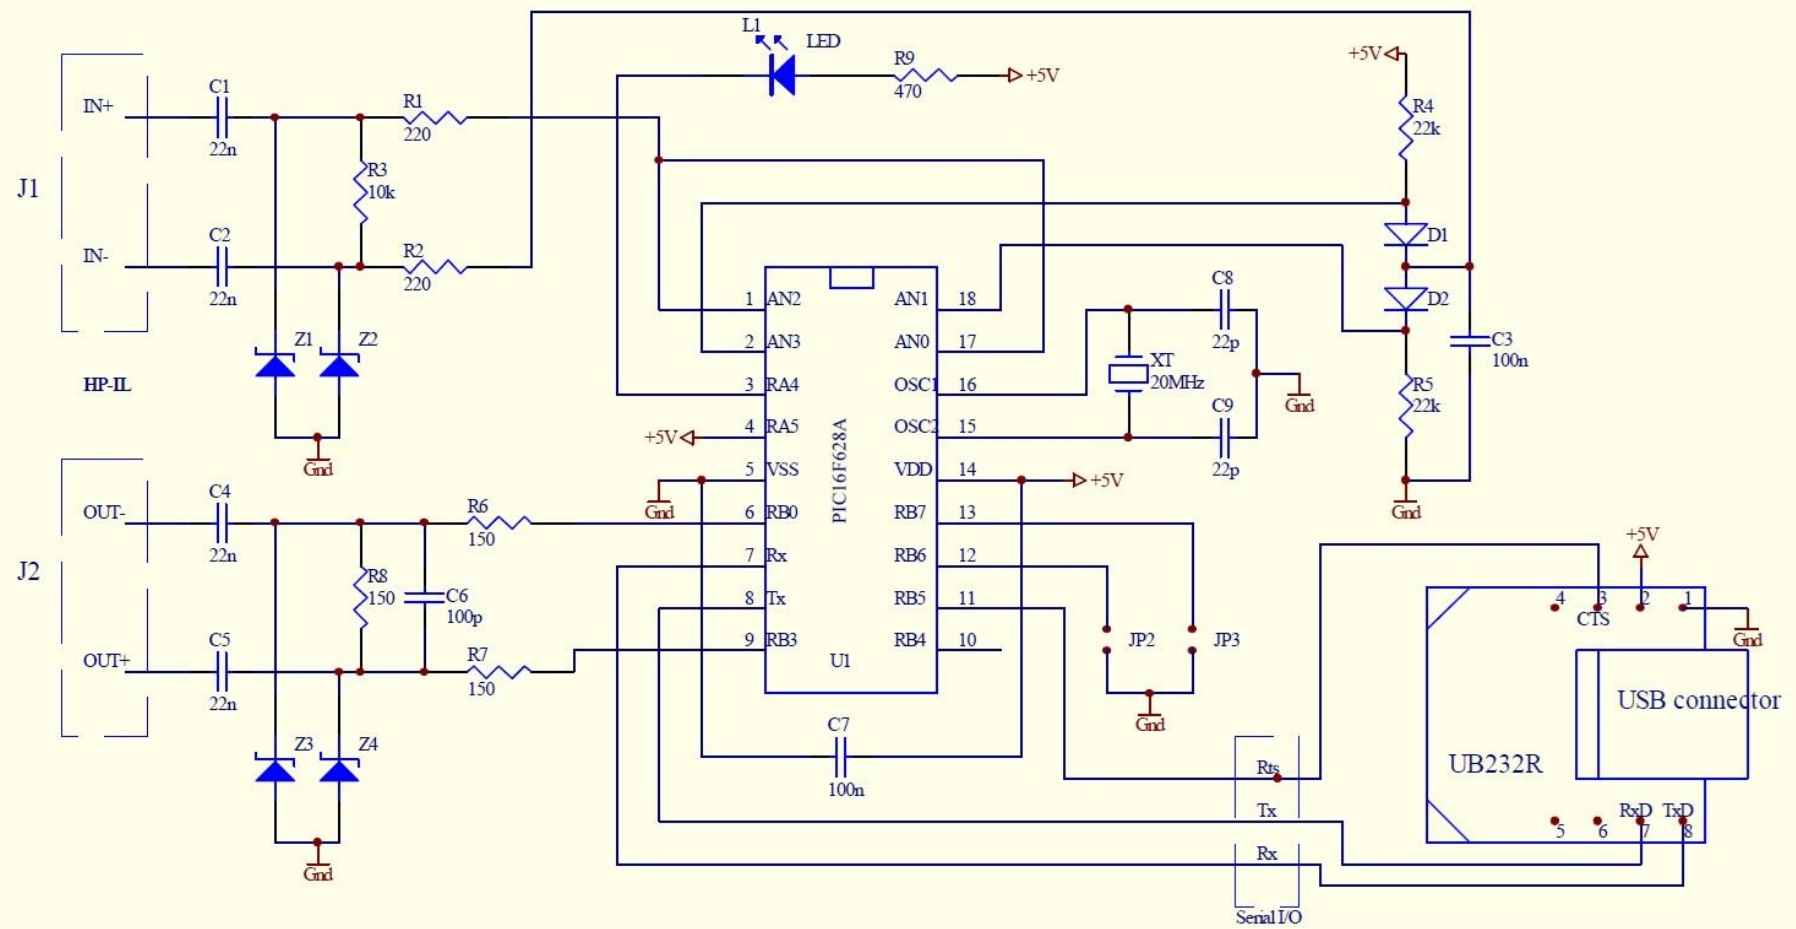 L1
LED
R9
470
+5V
+5V
R4
22k
IN+
C1
22n
R1
220
R3
10k
J1
IN-
C2
22n
R2
220
D1
D2
C3
100n
R5
22k
Gnd
Z1
Z2
HP-IL
Gnd
1 AN2
2 AN3
3 RA4
+5V 4 RA5
5 VSS
Gnd
6 RB0
7 Rx
8 Tx
9 RB3
PIC16F628A
U1
AN1 18
AN0 17
OSC1 16
OSC2 15
VDD 14
+5V
RB7 13
RB6 12
RB5 11
RB4 10
C8
22p
XT
20MHz
C9
22p
Gnd
OUT-
C4
22n
R6
150
J2
R8
150
C6
100p
OUT+
C5
22n
R7
150
Z3
Z4
Gnd
C7
100n
JP2
JP3
Gnd
+5V
4 3 2 1
CTS
Gnd
USB connector
UB232R
RxD TxD
5 6 7 8
Rts
Tx
Rx
Serial I/O